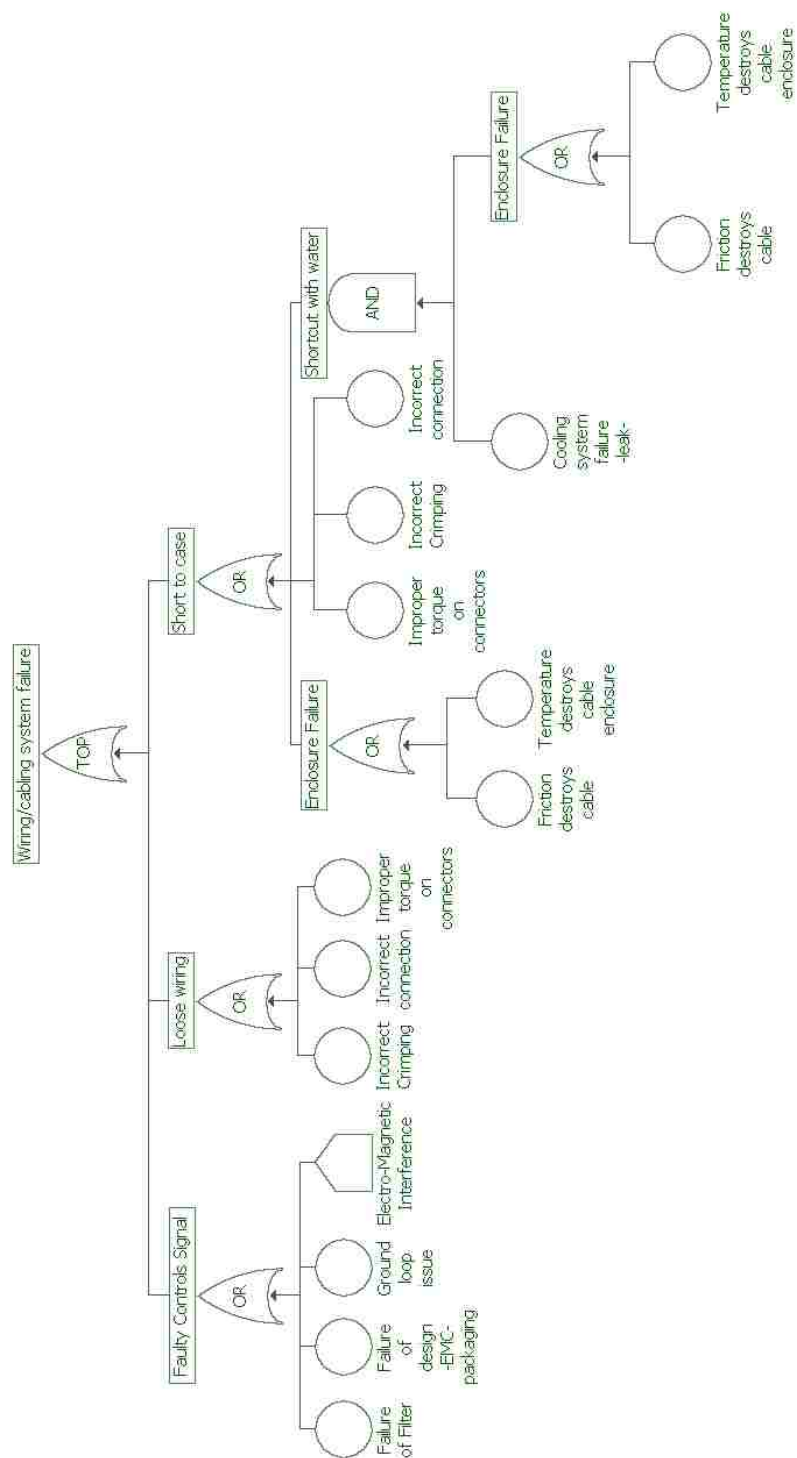 Wiring/cabling system failure
TOP
Faulty Controls Signal
OR
Failure
of Filter
Failure
of
design
-EMC-
packaging
Ground
loop
issue
Electro-Magnetic
Interference
Loose wiring
OR
Incorrect
Crimping
Incorrect
connection
Improper
torque
on
connectors
Short to case
OR
Enclosure Failure
OR
Friction
destroys
cable
Temperature
destroys
cable
enclosure
Improper
torque
on
connectors
Incorrect
Crimping
Incorrect
connection
Shortcut with water
AND
Cooling
system
failure
-leak-
Enclosure Failure
OR
Friction
destroys
cable
Temperature
destroys
cable
enclosure